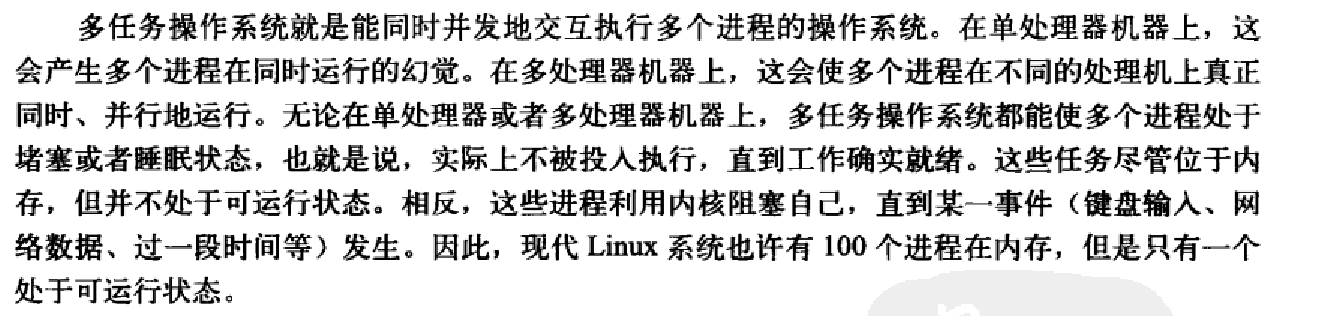 多任务操作系统就是能同时并发地交互执行多个进程的操作系统。在单处理器机器上，这
会产生多个进程在同时运行的幻觉。在多处理器机器上，这会使多个进程在不同的处理机上真正
同时、并行地运行。无论在单处理器或者多处理器机器上，多任务操作系统都能使多个进程处于
堵塞或者睡眠状态，也就是说，实际上不被投入执行，直到工作确实就绪。这些任务尽管位于内
存，但并不处于可运行状态。相反，这些进程利用内核阻塞自己，直到某一事件（键盘输入、网
络数据、过一段时间等）发生。因此，现代 Linux 系统也许有 100 个进程在内存，但是只有一个
处于可运行状态。